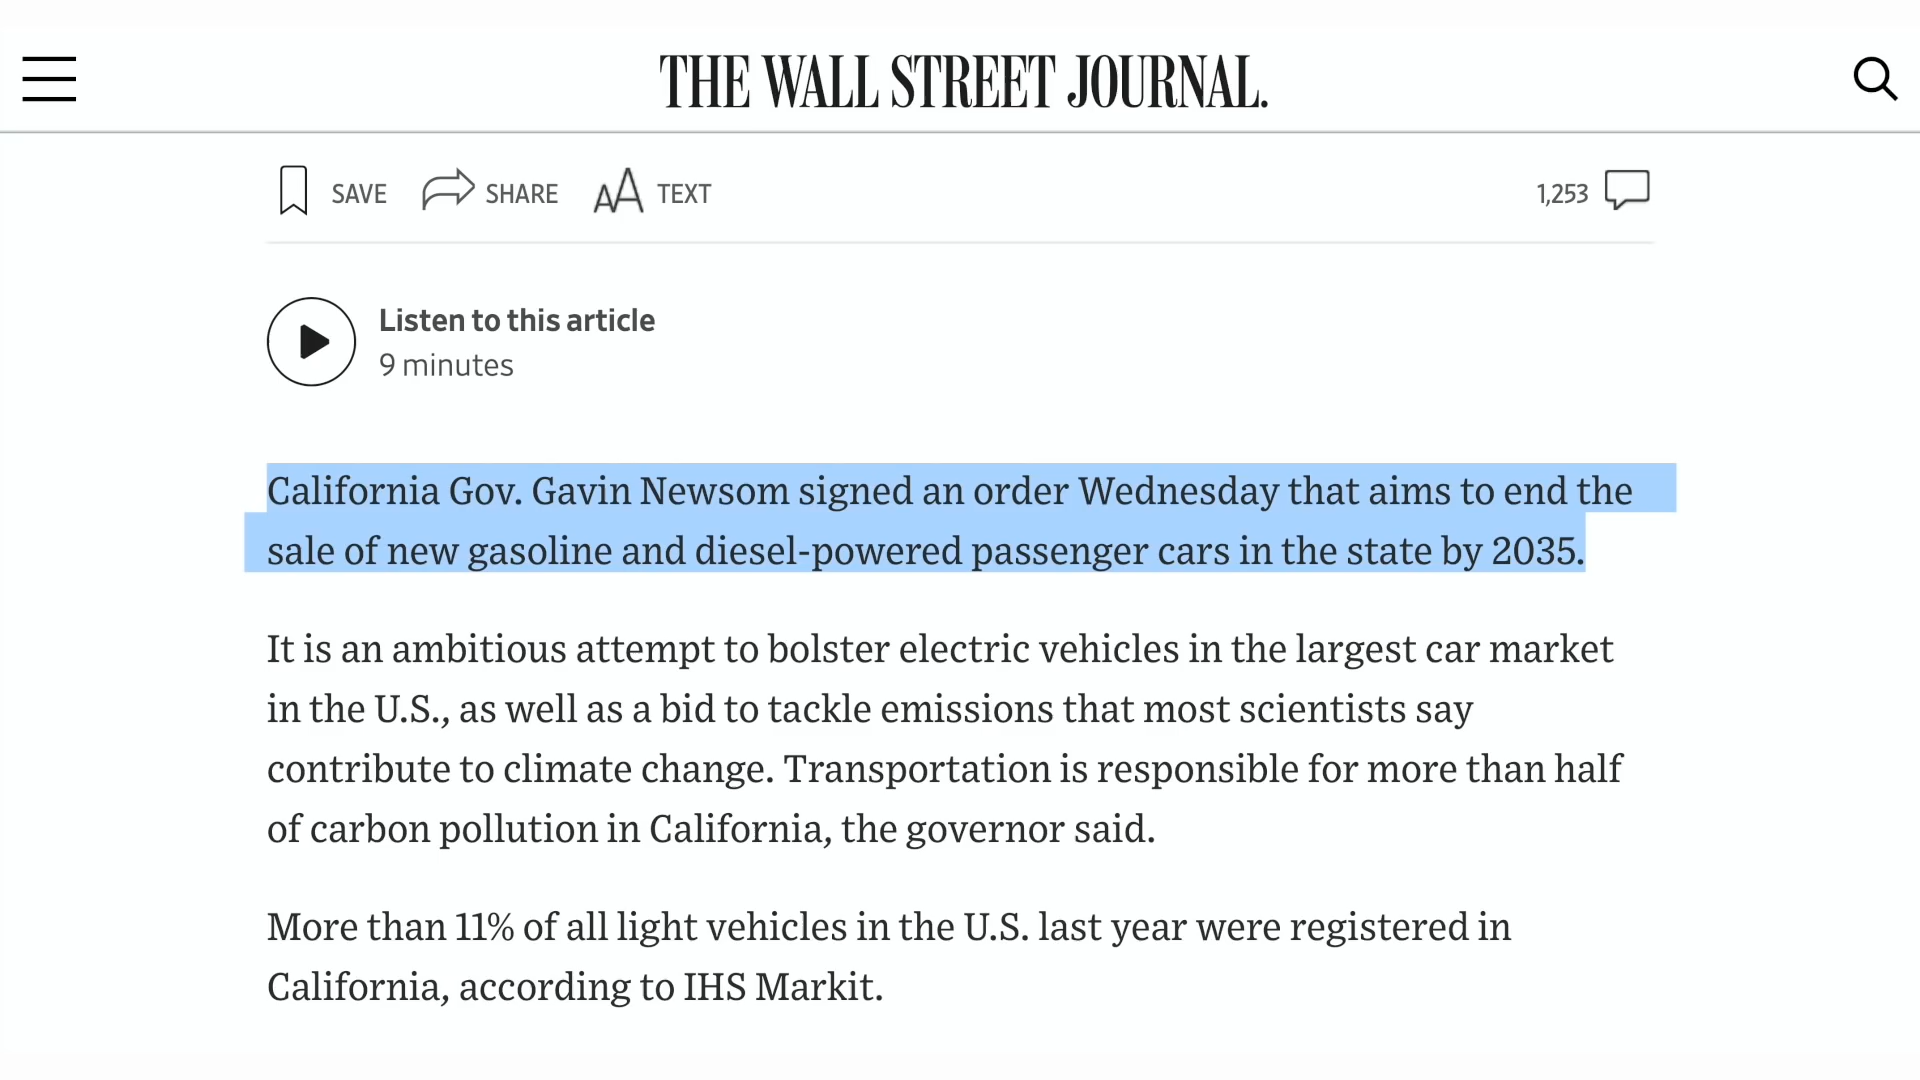 THE WALL STREET JOURNAL.
SAVE SHARE AA TEXT 1,253
Listen to this article
9 minutes
California Gov. Gavin Newsom signed an order Wednesday that aims to end the
sale of new gasoline and diesel-powered passenger cars in the state by 2035.
It is an ambitious attempt to bolster electric vehicles in the largest car market
in the U.S., as well as a bid to tackle emissions that most scientists say
contribute to climate change. Transportation is responsible for more than half
of carbon pollution in California, the governor said.
More than 11% of all light vehicles in the U.S. last year were registered in
California, according to IHS Markit.